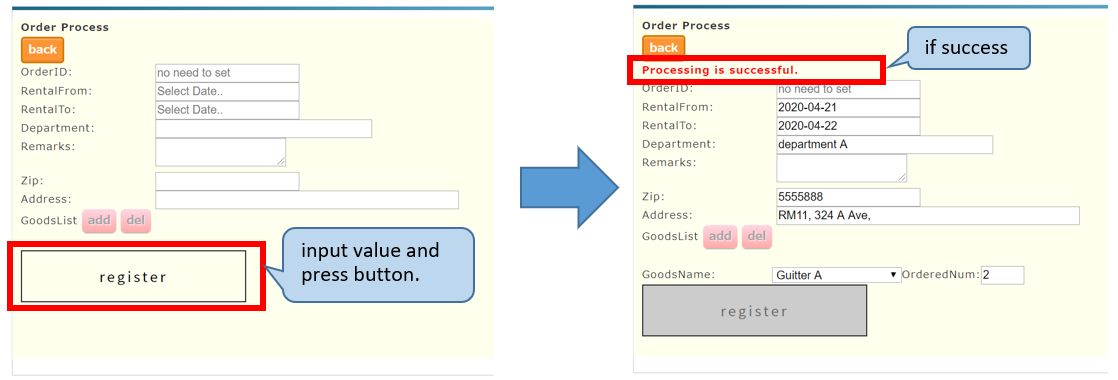 Order Process
back
OrderID: no need to set
RentalFrom: Select Date..
RentalTo: Select Date..
Department:
Remarks:
Zip:
Address:
GoodsList add del
register
input value and
press button.
Order Process
back
if success
Processing is successful.
OrderID: no need to set
RentalFrom: 2020-04-21
RentalTo: 2020-04-22
Department: department A
Remarks:
Zip: 5555888
Address: RM11, 324 A Ave,
GoodsList add del
GoodsName: Guitter A OrderedNum: 2
register